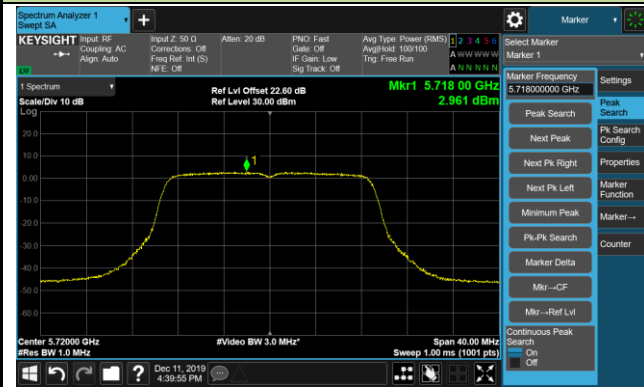 Spectrum Analyzer 1
Swept SA
Marker
KEYSIGHT
Input: RF
Coupling: AC
Align: Auto
Input Z: 50 Ω
Corrections: Off
Freq Ref: Int (S)
NFE: Off
Atten: 20 dB
PNO: Fast
Gate: Off
IF Gain: Low
Sig Track: Off
Avg Type: Power (RMS)
Avg|Hold: 100/100
Trig: Free Run
1 2 3 4 5 6
A W W W W W
A N N N N N
Select Marker
Marker 1
1 Spectrum
Scale/Div 10 dB
Log
Ref Lvl Offset 22.60 dB
Ref Level 30.00 dBm
Mkr1 5.718 00 GHz
2.961 dBm
20.0
10.0
0.00
-10.0
-20.0
-30.0
-40.0
-50.0
-60.0
1
Center 5.72000 GHz
#Res BW 1.0 MHz
#Video BW 3.0 MHz*
Span 40.00 MHz
Sweep 1.00 ms (1001 pts)
Marker Frequency
5.718000000 GHz
Peak Search
Next Peak
Next Pk Right
Next Pk Left
Minimum Peak
Pk-Pk Search
Marker Delta
Mkr→CF
Mkr→Ref Lvl
Continuous Peak
Search
On
Off
Settings
Peak
Search
Pk Search
Config
Properties
Marker
Function
Marker→
Counter
?
Dec 11, 2019
4:39:55 PM